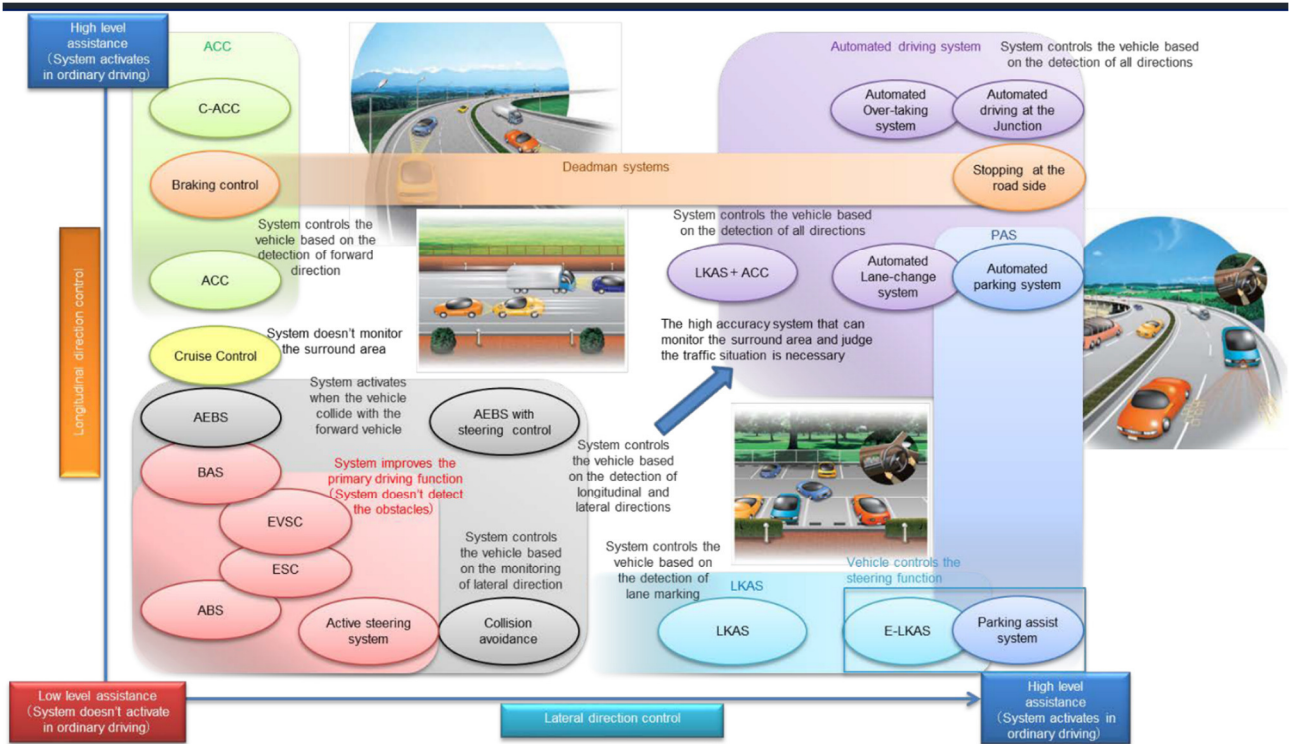 High level
assistance
(System activates
in ordinary driving)
ACC
C-ACC
Braking control
ACC
Deadman systems
Automated driving system
System controls the vehicle based
on the detection of all directions
Automated
Over-taking
system
Automated
driving at the
Junction
Stopping at the
road side
System controls the
vehicle based on the
detection of forward
direction
System controls the vehicle based
on the detection of all directions
LKAS + ACC
Automated
Lane-change
system
PAS
Automated
parking system
Longitudinal direction control
Cruise Control
System doesn't monitor
the surround area
The high accuracy system that can
monitor the surround area and judge
the traffic situation is necessary
AEBS
System activates
when the vehicle
collide with the
forward vehicle
AEBS with
steering control
BAS
System improves the
primary driving function
(System doesn't detect
the obstacles)
System controls
the vehicle based
on the detection of
longitudinal and
lateral directions
EVSC
ESC
ABS
Active steering
system
System controls
the vehicle based
on the monitoring
of lateral direction
Collision
avoidance
System controls the
vehicle based on
the detection of
lane marking
LKAS
LKAS
Vehicle controls the
steering function
E-LKAS
Parking assist
system
Low level assistance
(System doesn't activate
in ordinary driving)
Lateral direction control
High level
assistance
(System activates in
ordinary driving)